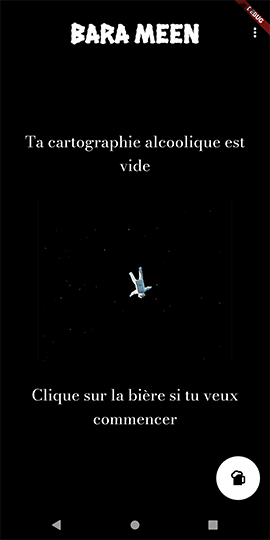 BARA MEEN
DEBUG
Ta cartographie alcoolique est
vide
Clique sur la bière si tu veux
commencer